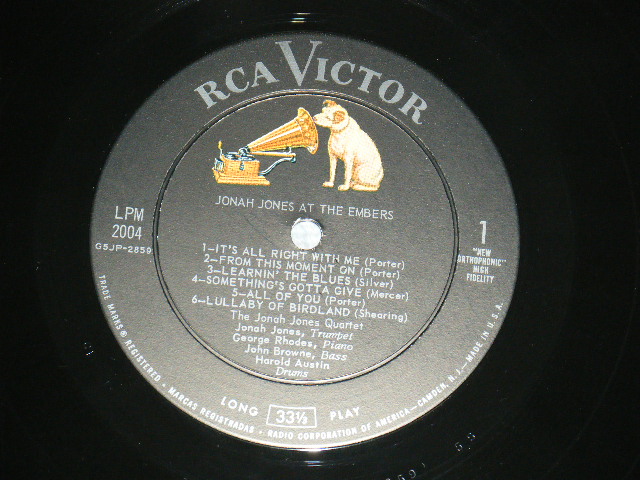 RCA VICTOR
JONAH JONES AT THE EMBERS
LPM
2004
G5JP-2859
1
"NEW
ORTHOPHONIC"
HIGH
FIDELITY
1—IT'S ALL RIGHT WITH ME (Porter)
2—FROM THIS MOMENT ON (Porter)
3—LEARNIN' THE BLUES (Silver)
4—SOMETHING'S GOTTA GIVE (Mercer)
5—ALL OF YOU (Porter)
6—LULLABY OF BIRDLAND (Shearing)
The Jonah Jones Quartet
Jonah Jones, Trumpet
George Rhodes, Piano
John Browne, Bass
Harold Austin
Drums
LONG 33⅓ PLAY
TRADE MARKS ® REGISTERED • MARCAS REGISTRADAS • RADIO CORPORATION OF AMERICA—CAMDEN, N.J.—MADE IN U.S.A.